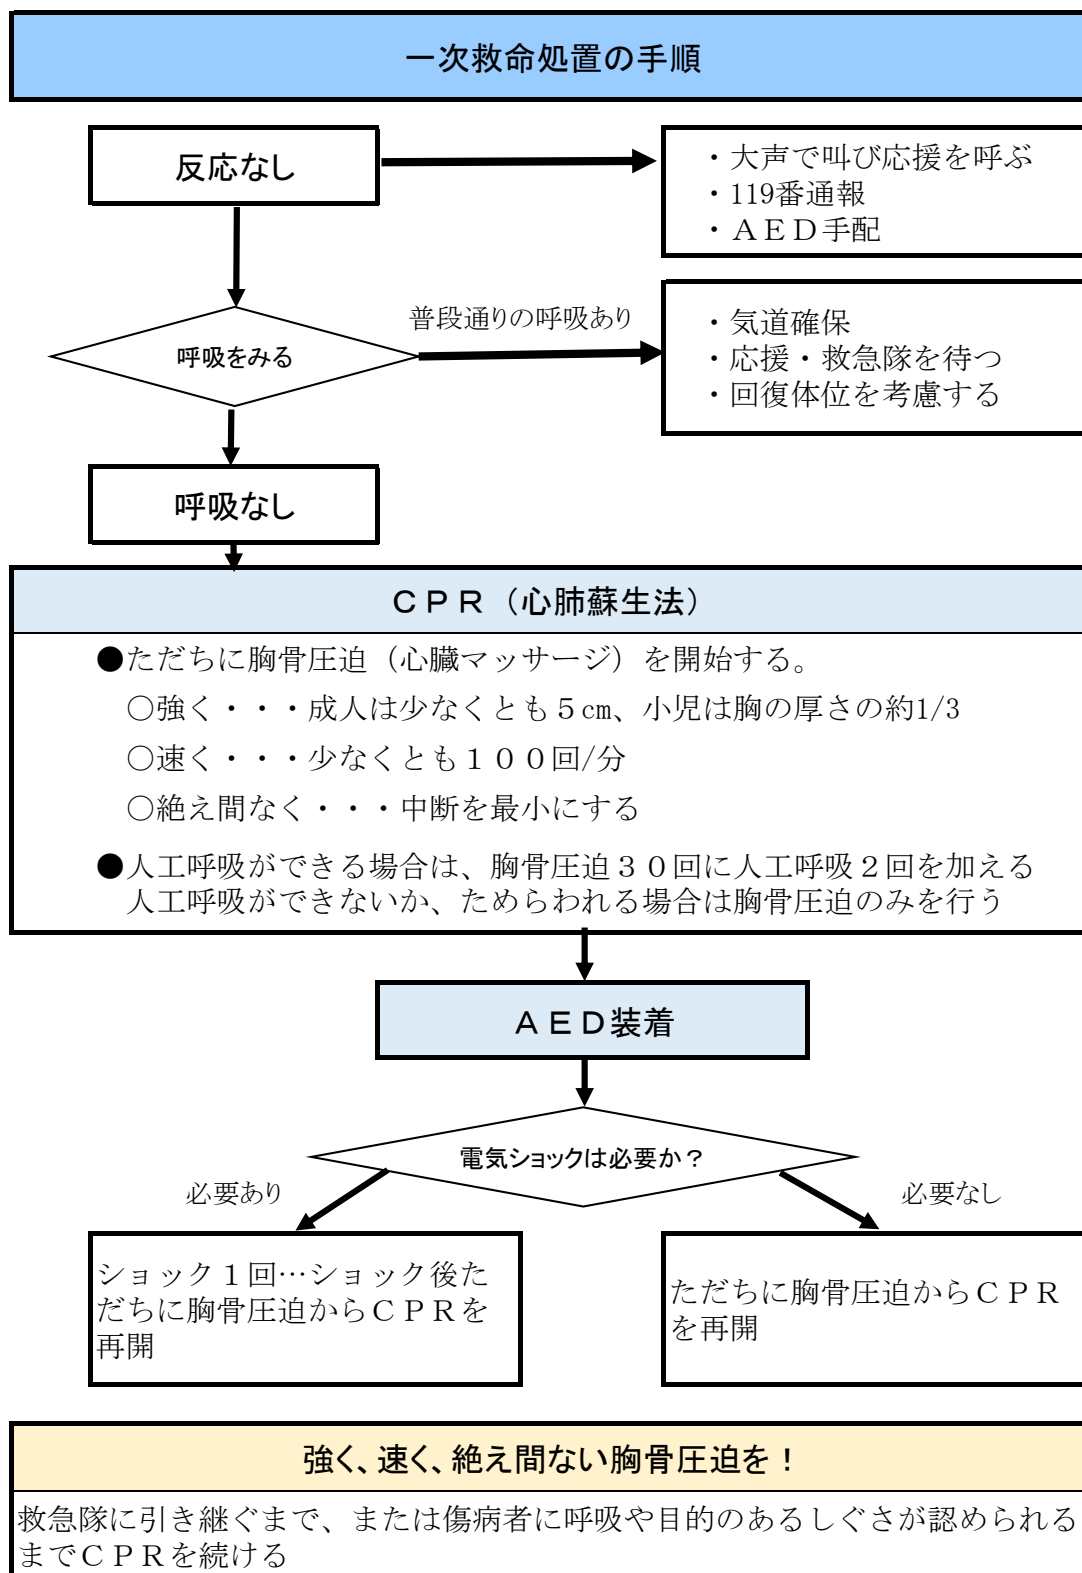 一次救命処置の手順
反応なし
・大声で叫び応援を呼ぶ
・119番通報
・ＡＥＤ手配
呼吸をみる
普段通りの呼吸あり
・気道確保
・応援・救急隊を待つ
・回復体位を考慮する
呼吸なし
ＣＰＲ（心肺蘇生法）
●ただちに胸骨圧迫（心臓マッサージ）を開始する。
○強く・・・成人は少なくとも５cm、小児は胸の厚さの約1/3
○速く・・・少なくとも１００回/分
○絶え間なく・・・中断を最小にする
●人工呼吸ができる場合は、胸骨圧迫３０回に人工呼吸２回を加える
人工呼吸ができないか、ためらわれる場合は胸骨圧迫のみを行う
ＡＥＤ装着
電気ショックは必要か？
必要あり
必要なし
ショック１回…ショック後た
だちに胸骨圧迫からＣＰＲを
再開
ただちに胸骨圧迫からＣＰＲ
を再開
強く、速く、絶え間ない胸骨圧迫を！
救急隊に引き継ぐまで、または傷病者に呼吸や目的のあるしぐさが認められる
までＣＰＲを続ける